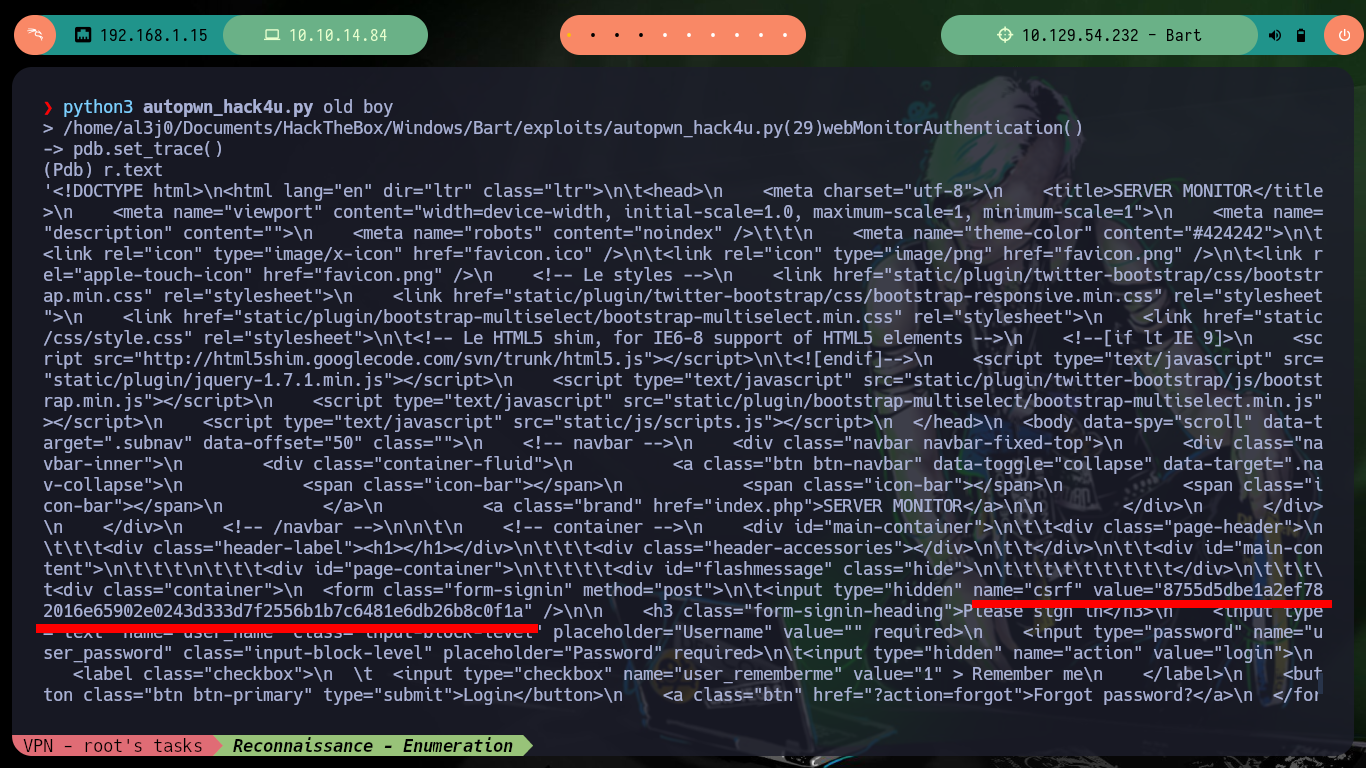 192.168.1.15
10.10.14.84
10.129.54.232 - Bart
❯ python3 autopwn_hack4u.py old boy
> /home/al3j0/Documents/HackTheBox/Windows/Bart/exploits/autopwn_hack4u.py(29)webMonitorAuthentication()
-> pdb.set_trace()
(Pdb) r.text
'<!DOCTYPE html>\n<html lang="en" dir="ltr" class="ltr">\n\t<head>\n    <meta charset="utf-8">\n    <title>SERVER MONITOR</title
>\n    <meta name="viewport" content="width=device-width, initial-scale=1.0, maximum-scale=1, minimum-scale=1">\n    <meta name=
"description" content="">\n    <meta name="robots" content="noindex" />\t\t\n    <meta name="theme-color" content="#424242">\n\t
<link rel="icon" type="image/x-icon" href="favicon.ico" />\n\t<link rel="icon" type="image/png" href="favicon.png" />\n\t<link r
el="apple-touch-icon" href="favicon.png" />\n    <!-- Le styles -->\n    <link href="static/plugin/twitter-bootstrap/css/bootstr
ap.min.css" rel="stylesheet">\n    <link href="static/plugin/twitter-bootstrap/css/bootstrap-responsive.min.css" rel="stylesheet
">\n    <link href="static/plugin/bootstrap-multiselect/bootstrap-multiselect.min.css" rel="stylesheet">\n    <link href="static
/css/style.css" rel="stylesheet">\n\t<!-- Le HTML5 shim, for IE6-8 support of HTML5 elements -->\n    <!--[if lt IE 9]>\n    <sc
ript src="http://html5shim.googlecode.com/svn/trunk/html5.js"></script>\n\t<![endif]-->\n    <script type="text/javascript" src=
"static/plugin/jquery-1.7.1.min.js"></script>\n    <script type="text/javascript" src="static/plugin/twitter-bootstrap/js/bootst
rap.min.js"></script>\n    <script type="text/javascript" src="static/plugin/bootstrap-multiselect/bootstrap-multiselect.min.js"
></script>\n    <script type="text/javascript" src="static/js/scripts.js"></script>\n  </head>\n  <body data-spy="scroll" data-t
arget=".subnav" data-offset="50" class="">\n    <!-- navbar -->\n    <div class="navbar navbar-fixed-top">\n      <div class="na
vbar-inner">\n        <div class="container-fluid">\n          <a class="btn btn-navbar" data-toggle="collapse" data-target=".na
v-collapse">\n            <span class="icon-bar"></span>\n            <span class="icon-bar"></span>\n            <span class="i
con-bar"></span>\n          </a>\n          <a class="brand" href="index.php">SERVER MONITOR</a>\n\n        </div>\n      </div>
\n    </div>\n    <!-- /navbar -->\n\n\t\n    <!-- container -->\n    <div id="main-container">\n\t\t<div class="page-header">\n
\t\t\t<div class="header-label"><h1></h1></div>\n\t\t\t<div class="header-accessories"></div>\n\t\t</div>\n\t\t<div id="main-con
tent">\n\t\t\t\t\n\t\t\t<div id="page-container">\n\t\t\t\t\t<div id="flashmessage" class="hide">\n\t\t\t\t\t\t\t\t</div>\n\t\t\t\
t<div class="container">\n  <form class="form-signin" method="post">\n\t<input type="hidden" name="csrf" value="8755d5dbe1a2ef78
2016e65902e0243d333d7f2556b1b7c6481e6db26b8c0f1a" />\n\n    <h3 class="form-signin-heading">Please sign in</h3>\n    <input type
="text" name="user_name" class="input-block-level" placeholder="Username" value="" required>\n    <input type="password" name="u
ser_password" class="input-block-level" placeholder="Password" required>\n\t<input type="hidden" name="action" value="login">\n
<label class="checkbox">\n  \t  <input type="checkbox" name="user_rememberme" value="1" > Remember me\n    </label>\n    <but
ton class="btn btn-primary" type="submit">Login</button>\n    <a class="btn" href="?action=forgot">Forgot password?</a>\n  </for
VPN - root's tasks
Reconnaissance - Enumeration